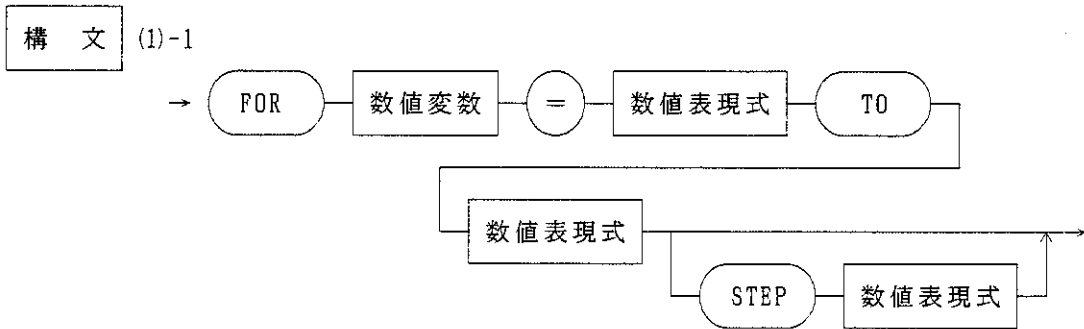 構 文 (1)-1
→ FOR 数値変数 = 数値表現式 TO
数値表現式
STEP 数値表現式